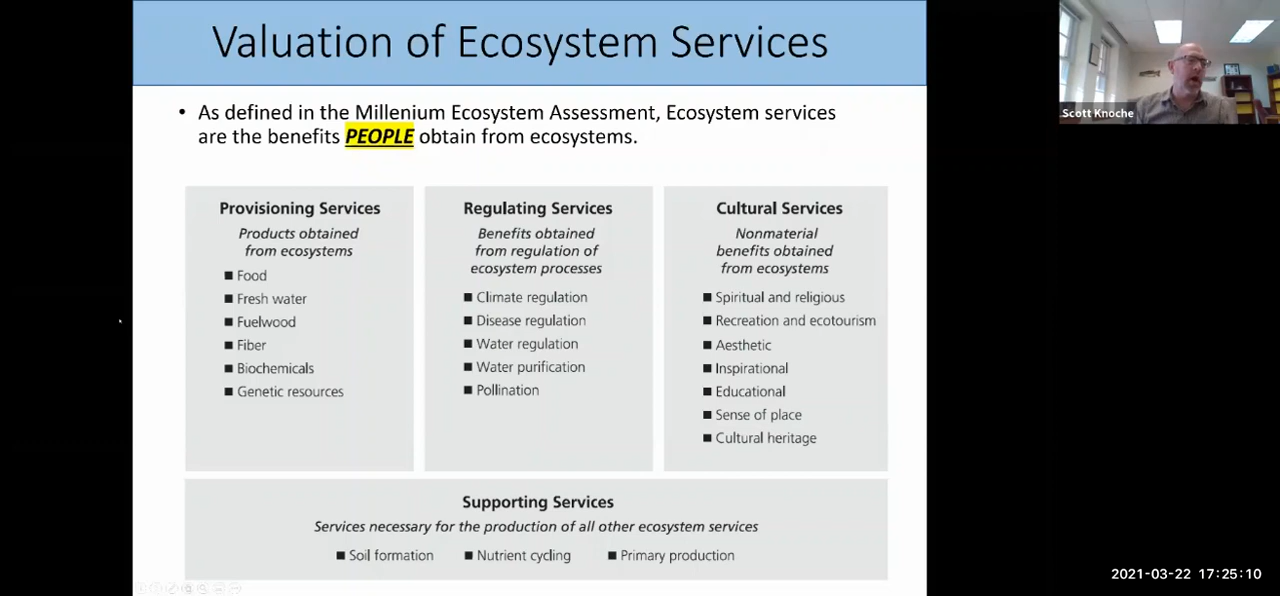 Valuation of Ecosystem Services
• As defined in the Millenium Ecosystem Assessment, Ecosystem services
are the benefits PEOPLE obtain from ecosystems.
Provisioning Services
Products obtained
from ecosystems
■ Food
■ Fresh water
■ Fuelwood
■ Fiber
■ Biochemicals
■ Genetic resources
Regulating Services
Benefits obtained
from regulation of
ecosystem processes
■ Climate regulation
■ Disease regulation
■ Water regulation
■ Water purification
■ Pollination
Cultural Services
Nonmaterial
benefits obtained
from ecosystems
■ Spiritual and religious
■ Recreation and ecotourism
■ Aesthetic
■ Inspirational
■ Educational
■ Sense of place
■ Cultural heritage
Supporting Services
Services necessary for the production of all other ecosystem services
■ Soil formation ■ Nutrient cycling ■ Primary production
Scott Knoche
2021-03-22 17:25:10